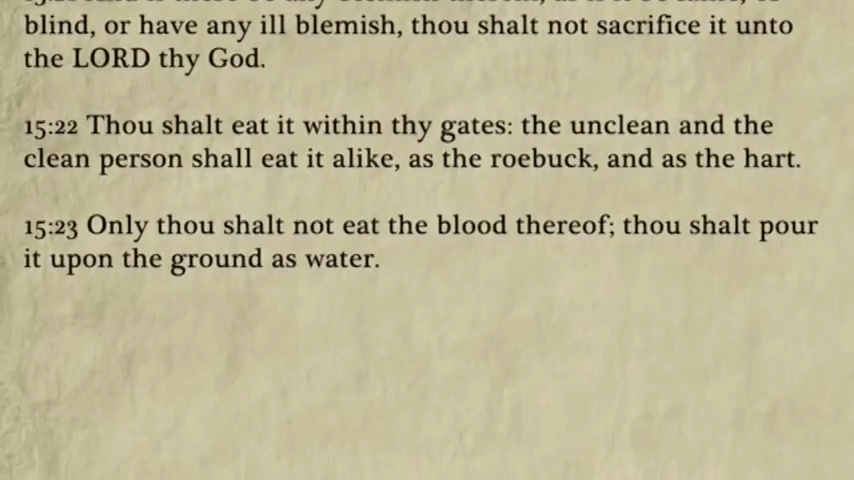 blind, or have any ill blemish, thou shalt not sacrifice it unto
the LORD thy God.
15:22 Thou shalt eat it within thy gates: the unclean and the
clean person shall eat it alike, as the roebuck, and as the hart.
15:23 Only thou shalt not eat the blood thereof; thou shalt pour
it upon the ground as water.